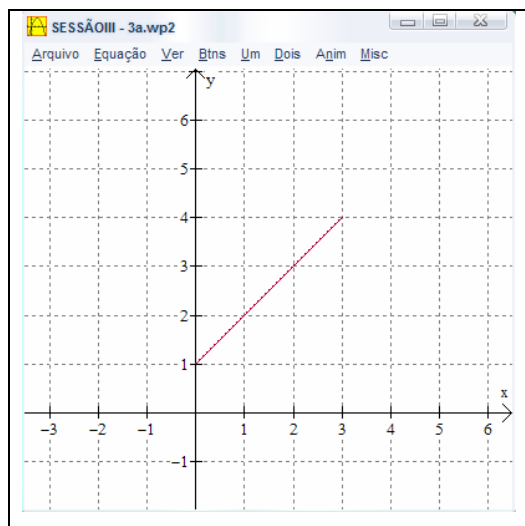 SESSÃOIII - 3a.wp2
Arquivo Equação Ver Btns Um Dois Anim Misc
y
6
5
4
3
2
1
x
−3 −2 −1 1 2 3 4 5 6
−1